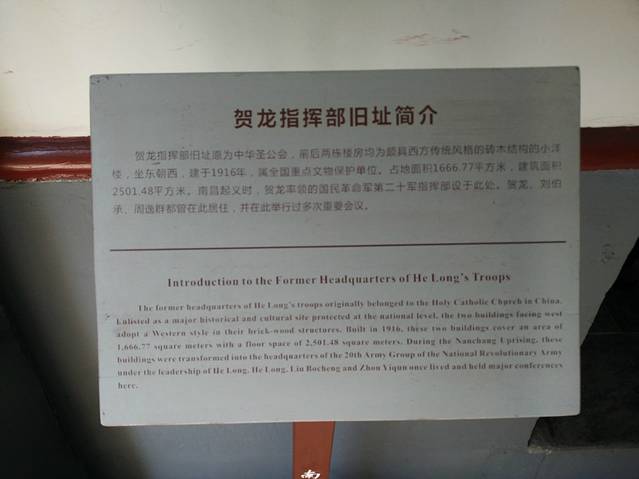 贺龙指挥部旧址简介
贺龙指挥部旧址原为中华圣公会，前后两栋楼房均为颇具西方传统风格的砖木结构的小洋
楼，坐东朝西，建于1916年，属全国重点文物保护单位。占地面积1666.77平方米，建筑面积
2501.48平方米。南昌起义时，贺龙率领的国民革命军第二十军指挥部设于此处。贺龙、刘伯
承、周逸群都曾在此居住，并在此举行过多次重要会议。
Introduction to the Former Headquarters of He Long's Troops
The former headquarters of He Long's troops originally belonged to the Holy Catholic Chprch in China.
Enlisted as a major historical and cultural site protected at the national level, the two buildings facing west
adopt a Western style in their brick-wood structures. Built in 1916, these two buildings cover an area of
1,666.77 square meters with a floor space of 2,501.48 square meters. During the Nanchang Uprising, these
buildings were transformed into the headquarters of the 20th Army Group of the National Revolutionary Army
under the leadership of He Long. He Long, Liu Bocheng and Zhou Yiqun once lived and held major conferences
here.
南